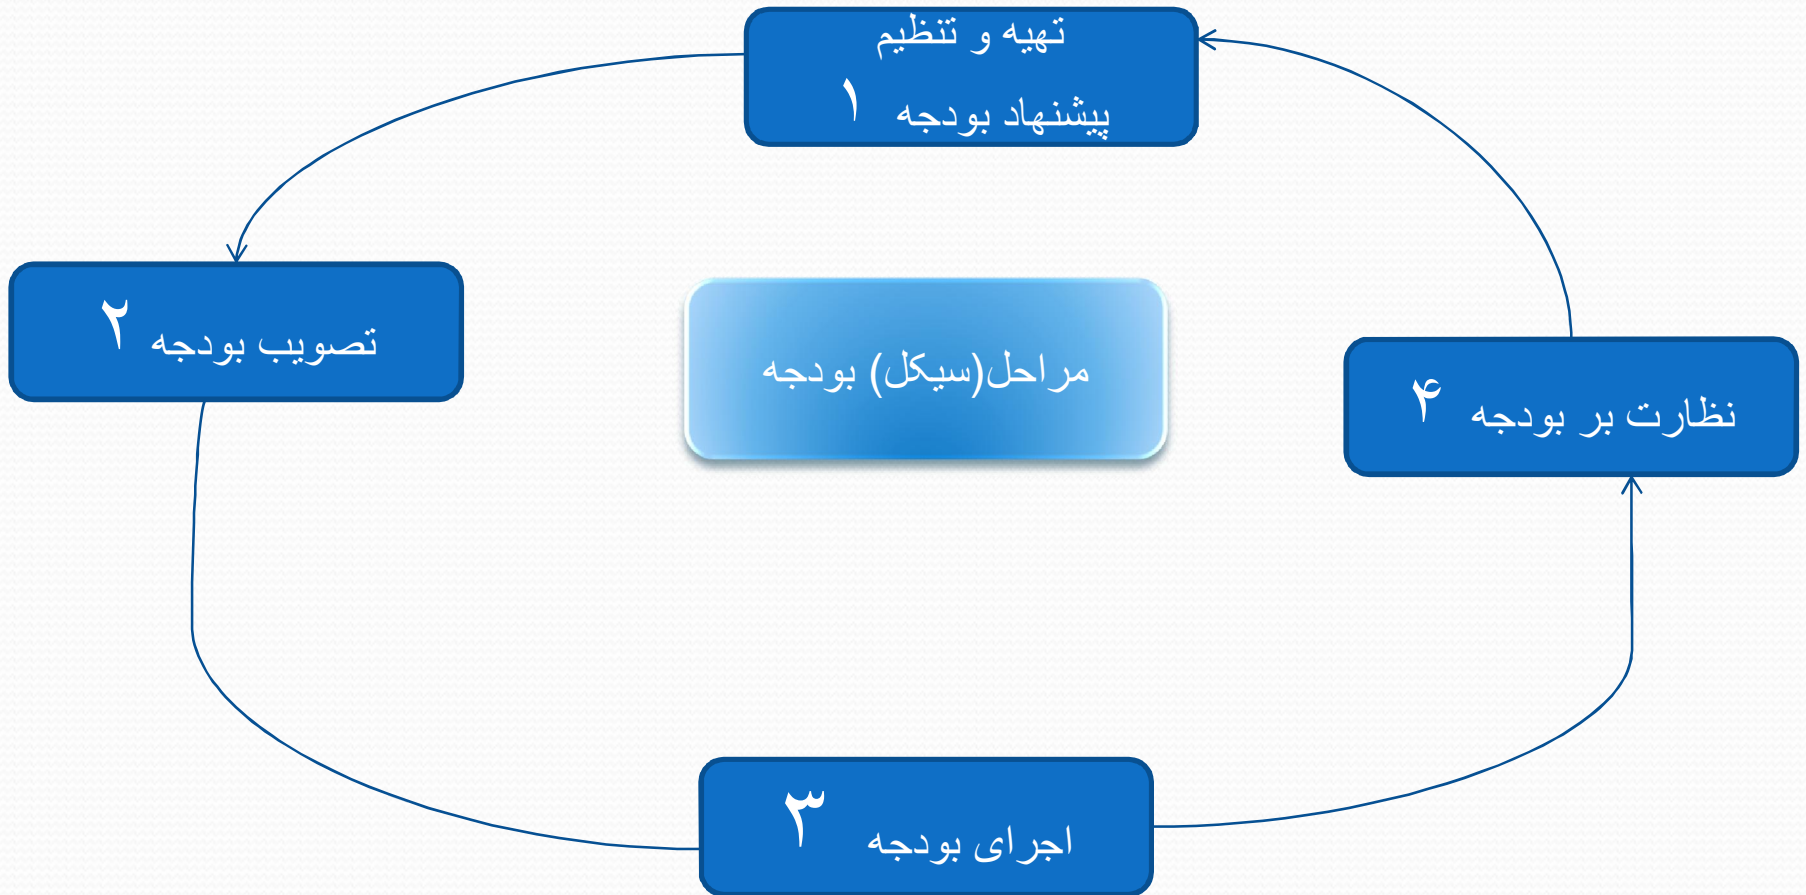 تهیه و تنظیم
پیشنهاد بودجه ۱
تصویب بودجه ۲
مراحل(سیکل) بودجه
نظارت بر بودجه ۴
اجرای بودجه ۳